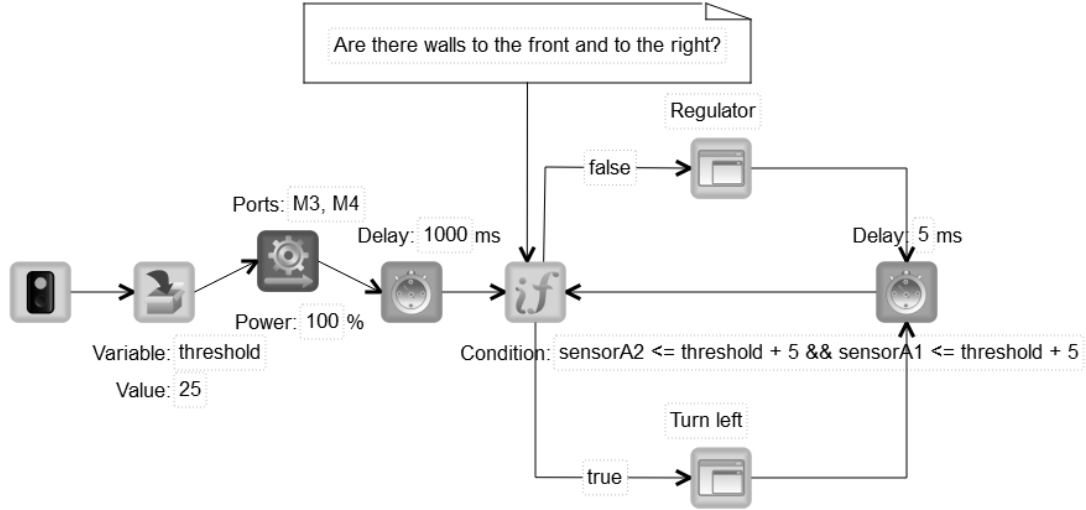 Are there walls to the front and to the right?
Regulator
false
Ports: M3, M4
Delay: 1000 ms
Delay: 5 ms
if
Power: 100 %
Variable: threshold
Value: 25
Condition: sensorA2 <= threshold + 5 && sensorA1 <= threshold + 5
Turn left
true